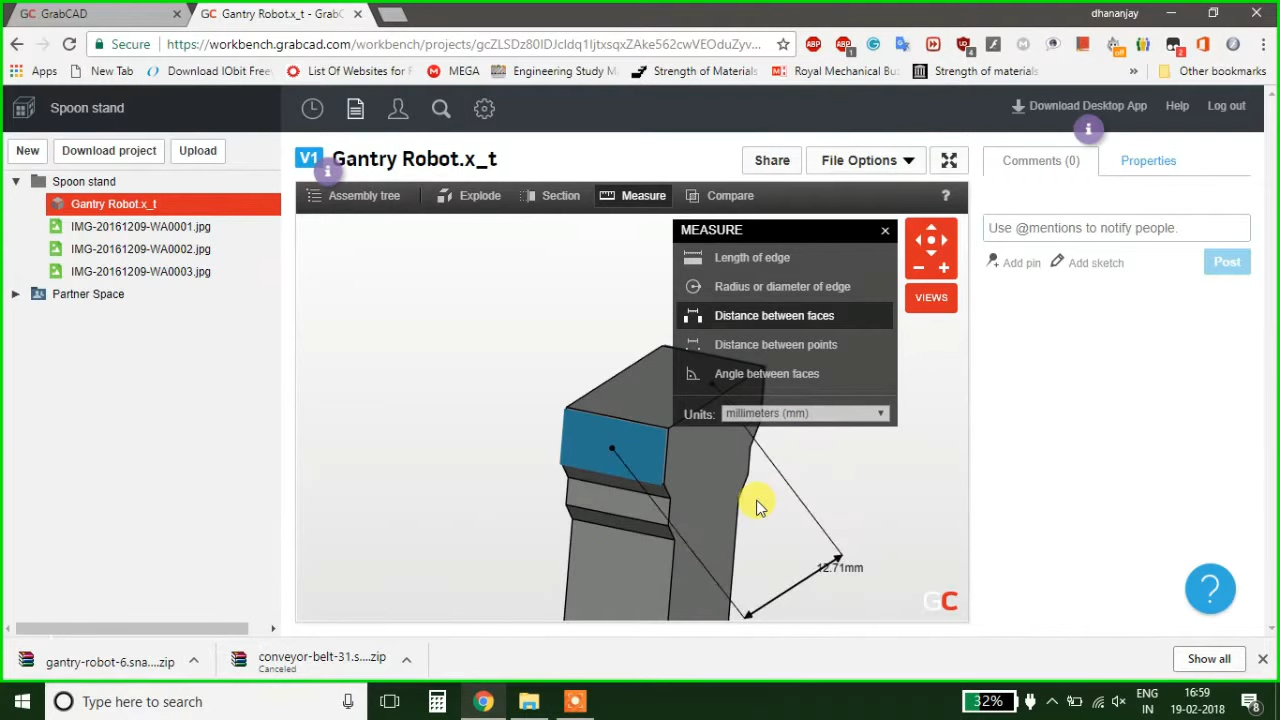 GC GrabCAD
GC Gantry Robot.x_t - GrabC
dhananjay
Secure
https://workbench.grabcad.com/workbench/projects/gcZLSDz80IDJcIdq1IjtxsqxZAke562cwVEOduZyv...
Apps
New Tab
Download IObit Free
List Of Websites for F
MEGA
Engineering Study M
Strength of Materials
Royal Mechanical Bu
Strength of materials
»
Other bookmarks
Spoon stand
Download Desktop App
Help
Log out
New
Download project
Upload
V1 Gantry Robot.x_t
Share
File Options
Comments (0)
Properties
Spoon stand
Gantry Robot.x_t
IMG-20161209-WA0001.jpg
IMG-20161209-WA0002.jpg
IMG-20161209-WA0003.jpg
Partner Space
Assembly tree
Explode
Section
Measure
Compare
?
MEASURE
Length of edge
Radius or diameter of edge
Distance between faces
Distance between points
Angle between faces
Units:
millimeters (mm)
VIEWS
Use @mentions to notify people.
Add pin
Add sketch
Post
12.71mm
GC
?
gantry-robot-6.sna....zip
conveyor-belt-31.s....zip
Canceled
Show all
Type here to search
32%
ENG
IN
16:59
19-02-2018
8